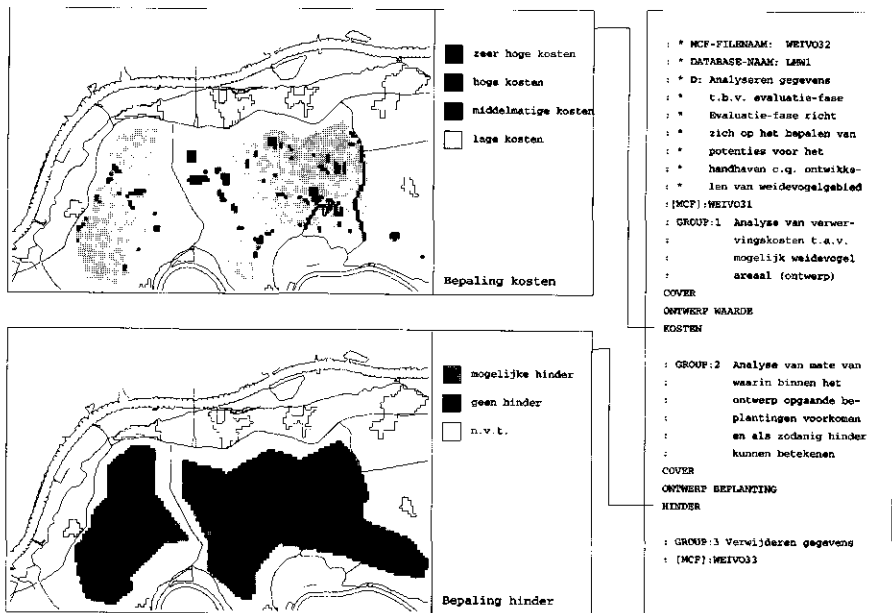 zeer hoge kosten
hoge kosten
middelmatige kosten
lage kosten
Bepaling kosten
mogelijke hinder
geen hinder
n.v.t.
Bepaling hinder
: * MCF-FILENAAM: WEIVO32
: * DATABASE-NAAM: LHW1
: * D: Analyseren gegevens
: * t.b.v. evaluatie-fase
: * Evaluatie-fase richt
: * zich op het bepalen van
: * potenties voor het
: * handhaven c.q. ontwikke-
: * len van weidevogelgebied
:[MCF]:WEIVO31
: GROUP:1 Analyse van verwer-
: vingskosten t.a.v.
: mogelijk weidevogel
: areaal (ontwerp)
COVER
ONTWERP WAARDE
KOSTEN
: GROUP:2 Analyse van mate van
: waarin binnen het
: ontwerp opgaande be-
: plantingen voorkomen
: en als zodanig hinder
: kunnen betekenen
COVER
ONTWERP BEPLANTING
HINDER
: GROUP:3 Verwijderen gegevens
: [MCF]:WEIVO33